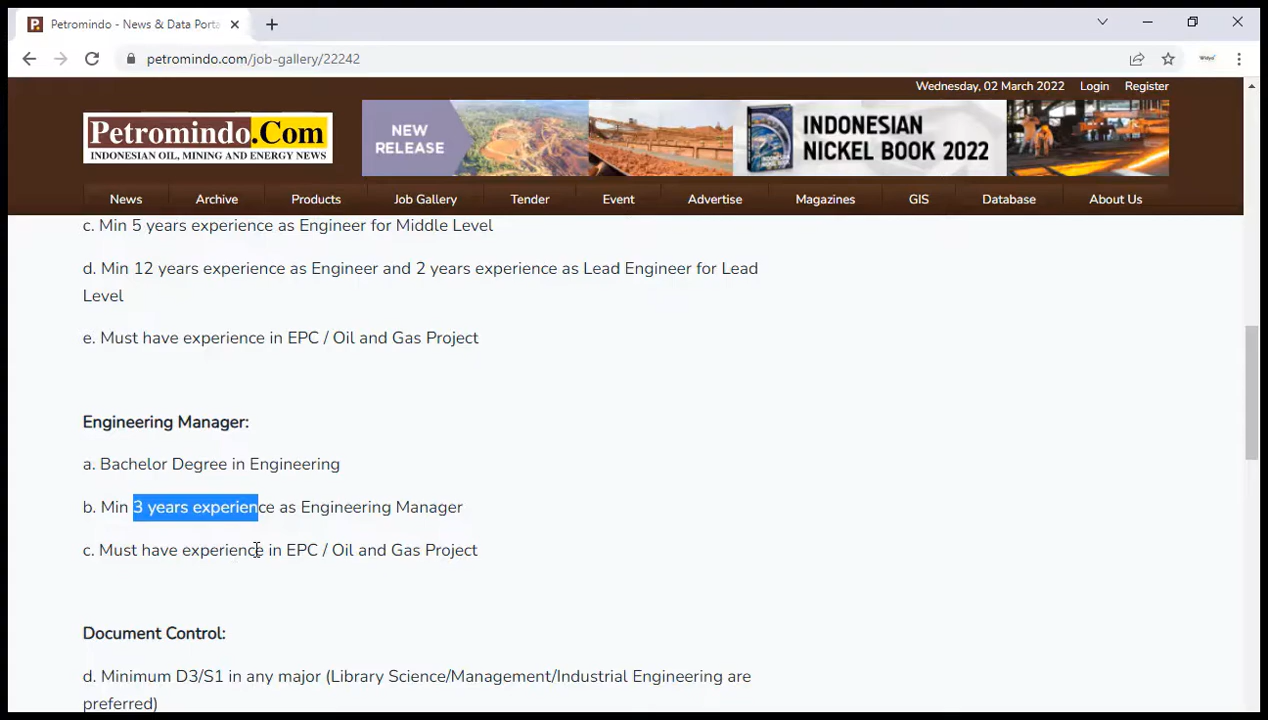 Petromindo - News & Data Porta
petromindo.com/job-gallery/22242
Wednesday, 02 March 2022 Login Register
Petromindo.Com
INDONESIAN OIL, MINING AND ENERGY NEWS
NEW
RELEASE
INDONESIAN
NICKEL BOOK 2022
News Archive Products Job Gallery Tender Event Advertise Magazines GIS Database About Us
c. Min 5 years experience as Engineer for Middle Level
d. Min 12 years experience as Engineer and 2 years experience as Lead Engineer for Lead
Level
e. Must have experience in EPC / Oil and Gas Project
Engineering Manager:
a. Bachelor Degree in Engineering
b. Min 3 years experience as Engineering Manager
c. Must have experience in EPC / Oil and Gas Project
Document Control:
d. Minimum D3/S1 in any major (Library Science/Management/Industrial Engineering are
preferred)